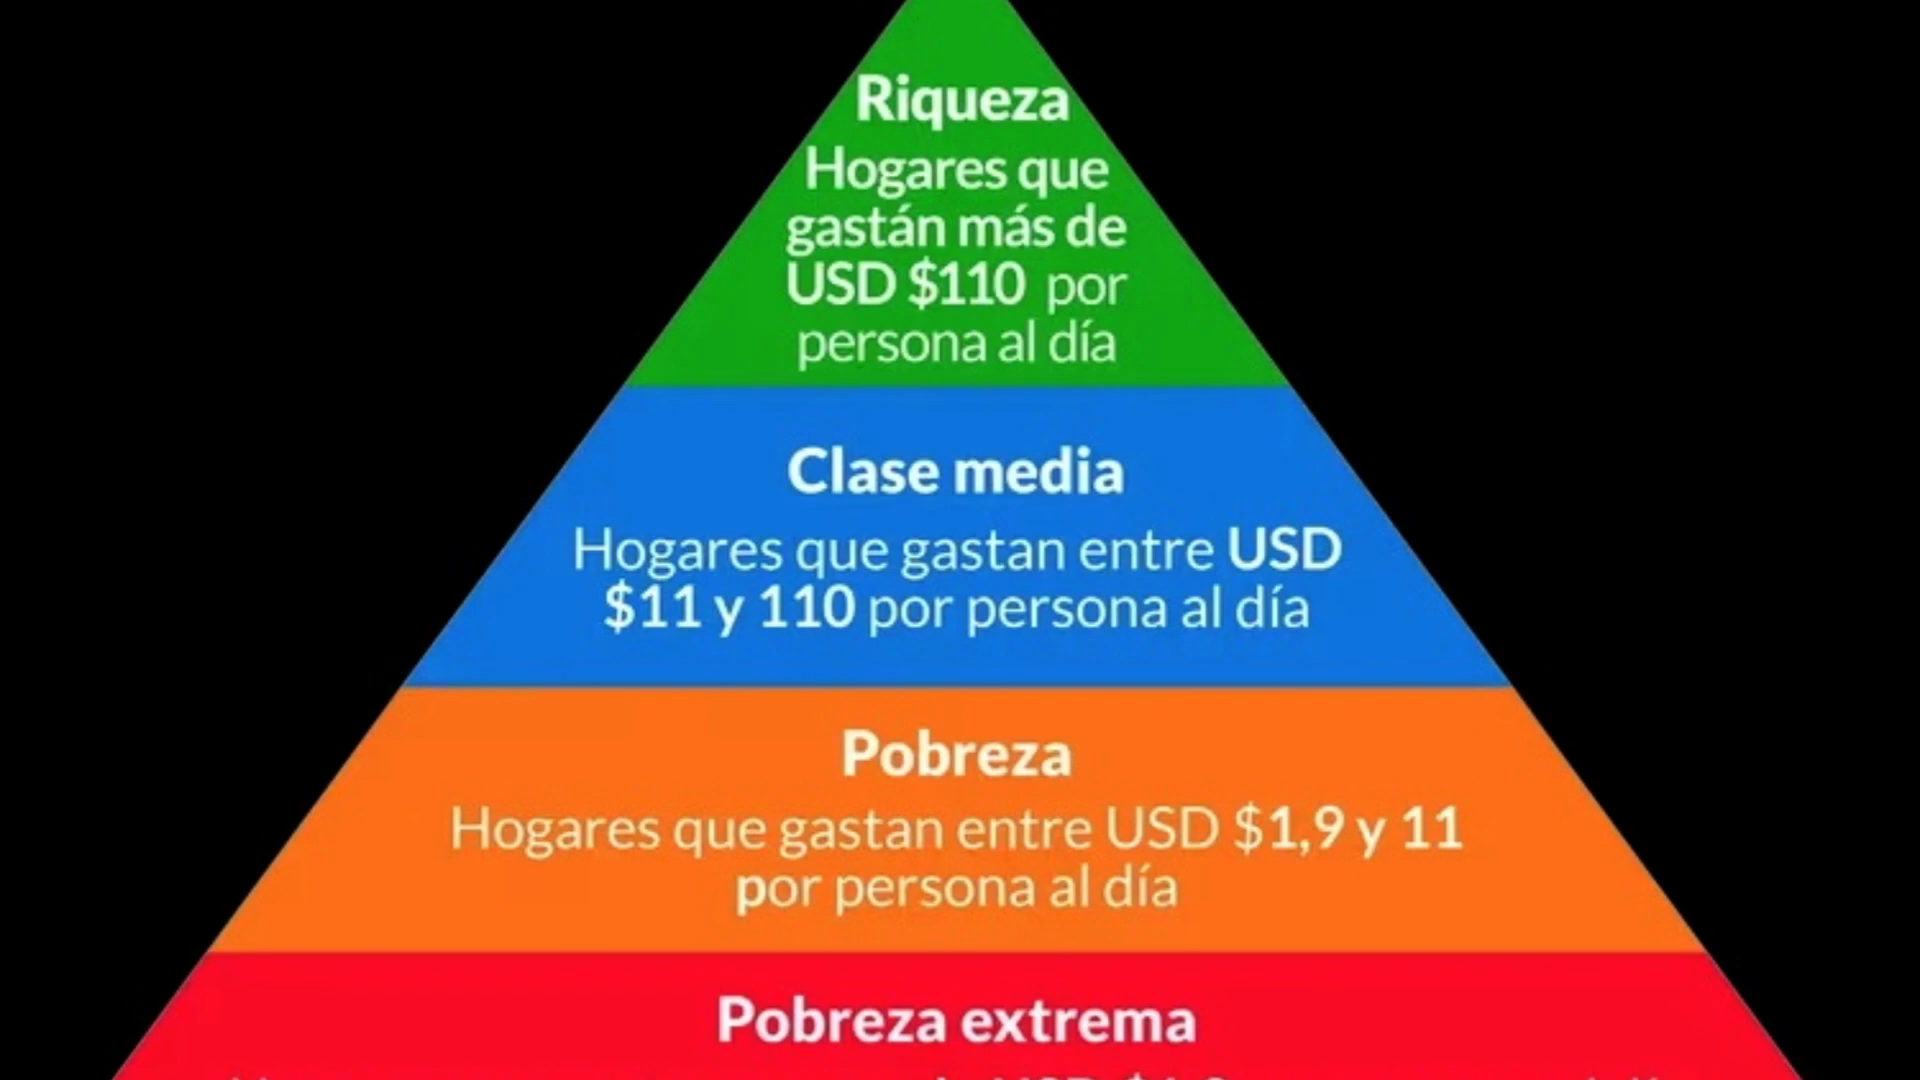 Riqueza
Hogares que
gastán más de
USD $110 por
persona al día
Clase media
Hogares que gastan entre USD
$11 y 110 por persona al día
Pobreza
Hogares que gastan entre USD $1,9 y 11
por persona al día
Pobreza extrema